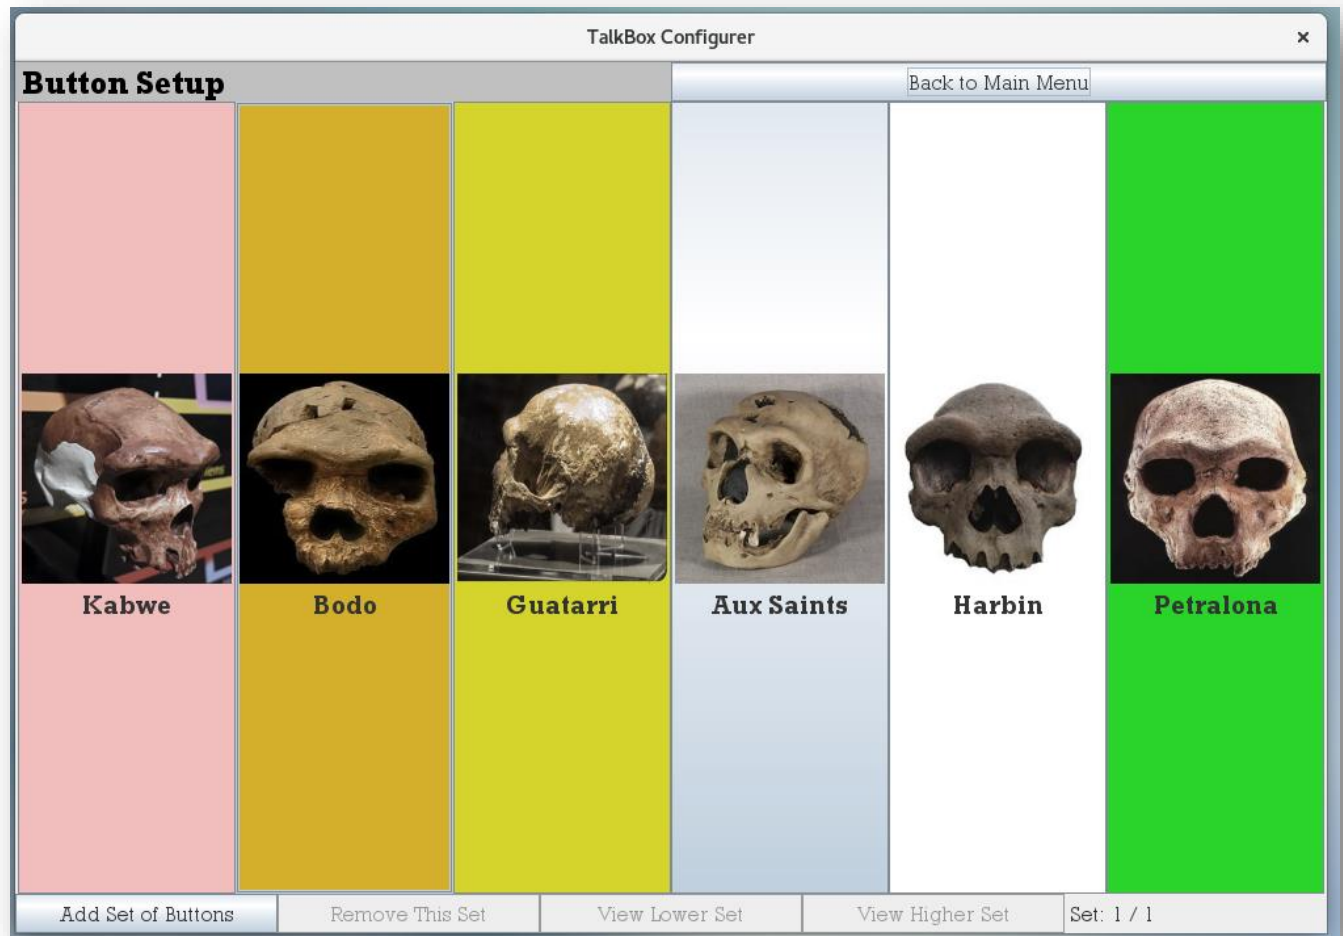 TalkBox Configurer
×
Button Setup
Back to Main Menu
Kabwe
Bodo
Guatarri
Aux Saints
Harbin
Petralona
Add Set of Buttons
Remove This Set
View Lower Set
View Higher Set
Set: 1 / 1